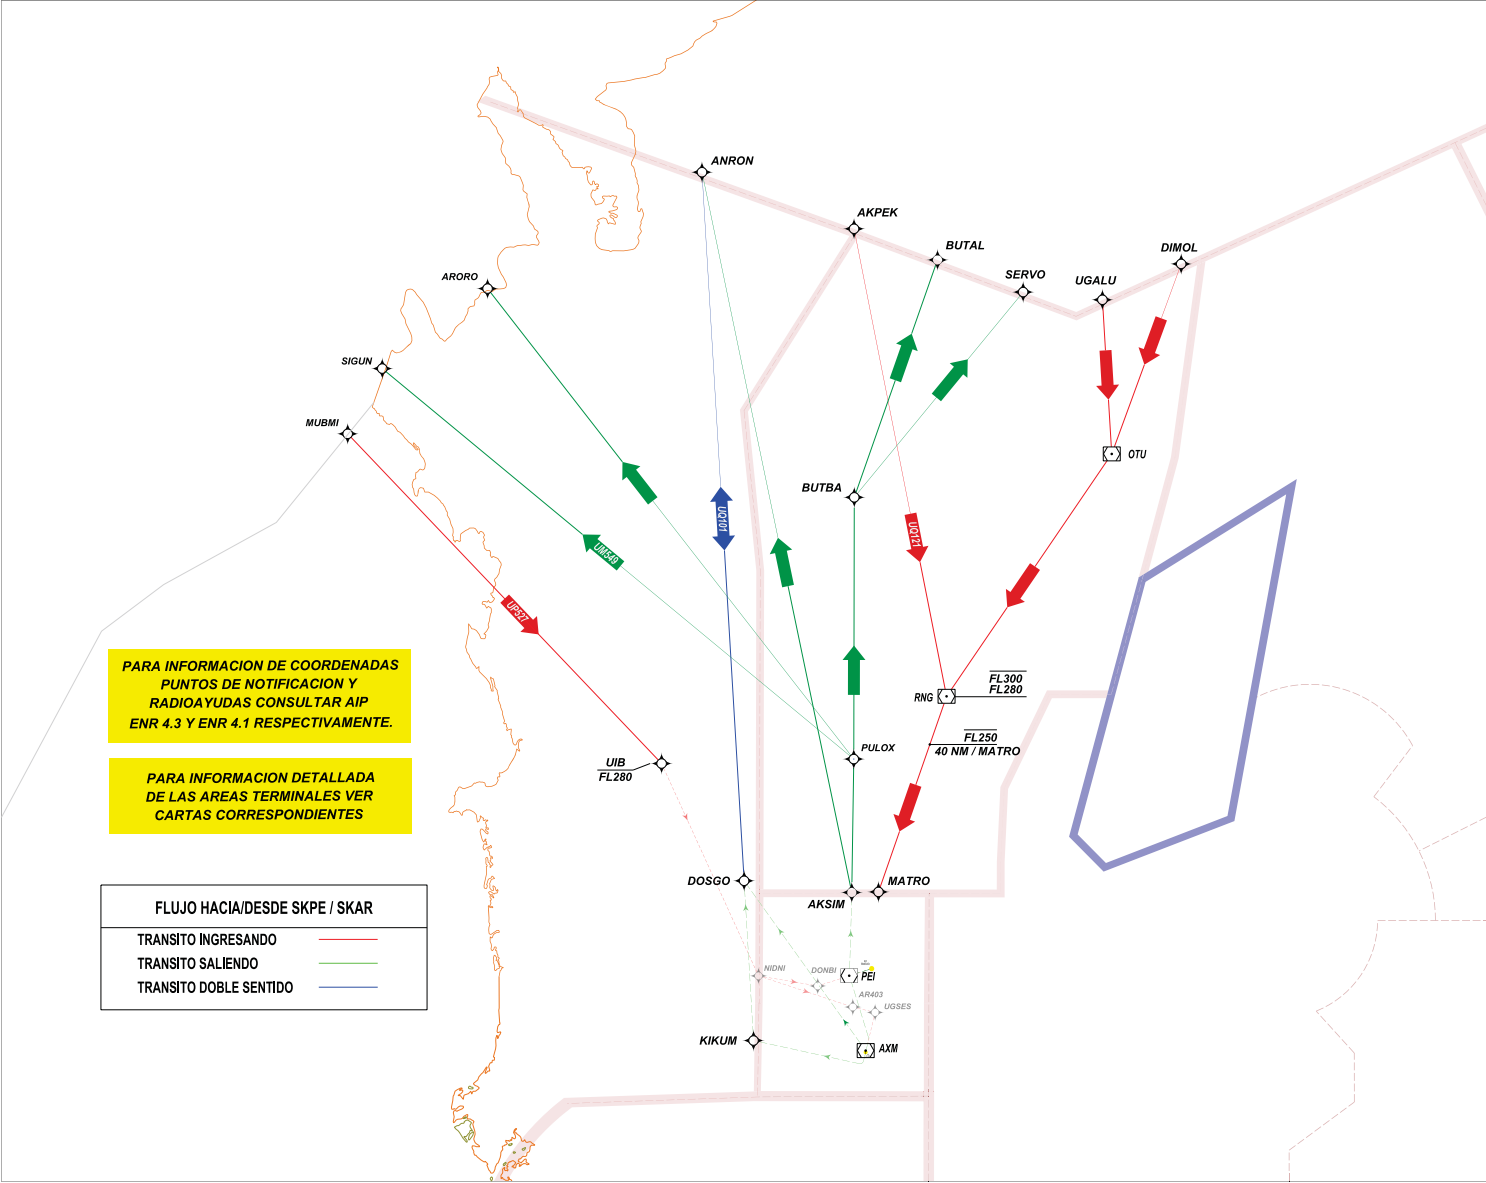 ANRON
AKPEK
BUTAL
DIMOL
SERVO
UGALU
ARORO
SIGUN
MUBMI
OTU
BUTBA
UQ101
UQ121
UM549
UP527
PARA INFORMACION DE COORDENADAS
PUNTOS DE NOTIFICACION Y
RADIOAYUDAS CONSULTAR AIP
ENR 4.3 Y ENR 4.1 RESPECTIVAMENTE.
FL300
FL280
RNG
FL250
40 NM / MATRO
PULOX
UIB
FL280
PARA INFORMACION DETALLADA
DE LAS AREAS TERMINALES VER
CARTAS CORRESPONDIENTES
DOSGO
MATRO
AKSIM
FLUJO HACIA/DESDE SKPE / SKAR
TRANSITO INGRESANDO
TRANSITO SALIENDO
TRANSITO DOBLE SENTIDO
NIDNI
DONBI
PEI
AR403
UGSES
KIKUM
AXM